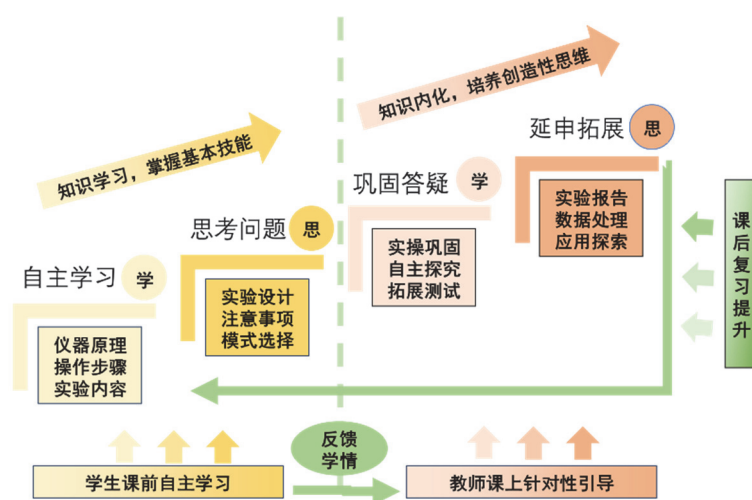 知识内化，培养创造性思维
知识学习，掌握基本技能
延申拓展 思
实验报告
数据处理
应用探索
巩固答疑 学
实操巩固
自主探究
拓展测试
思考问题 思
实验设计
注意事项
模式选择
自主学习 学
仪器原理
操作步骤
实验内容
课后复习提升
反馈
学情
学生课前自主学习
教师课上针对性引导